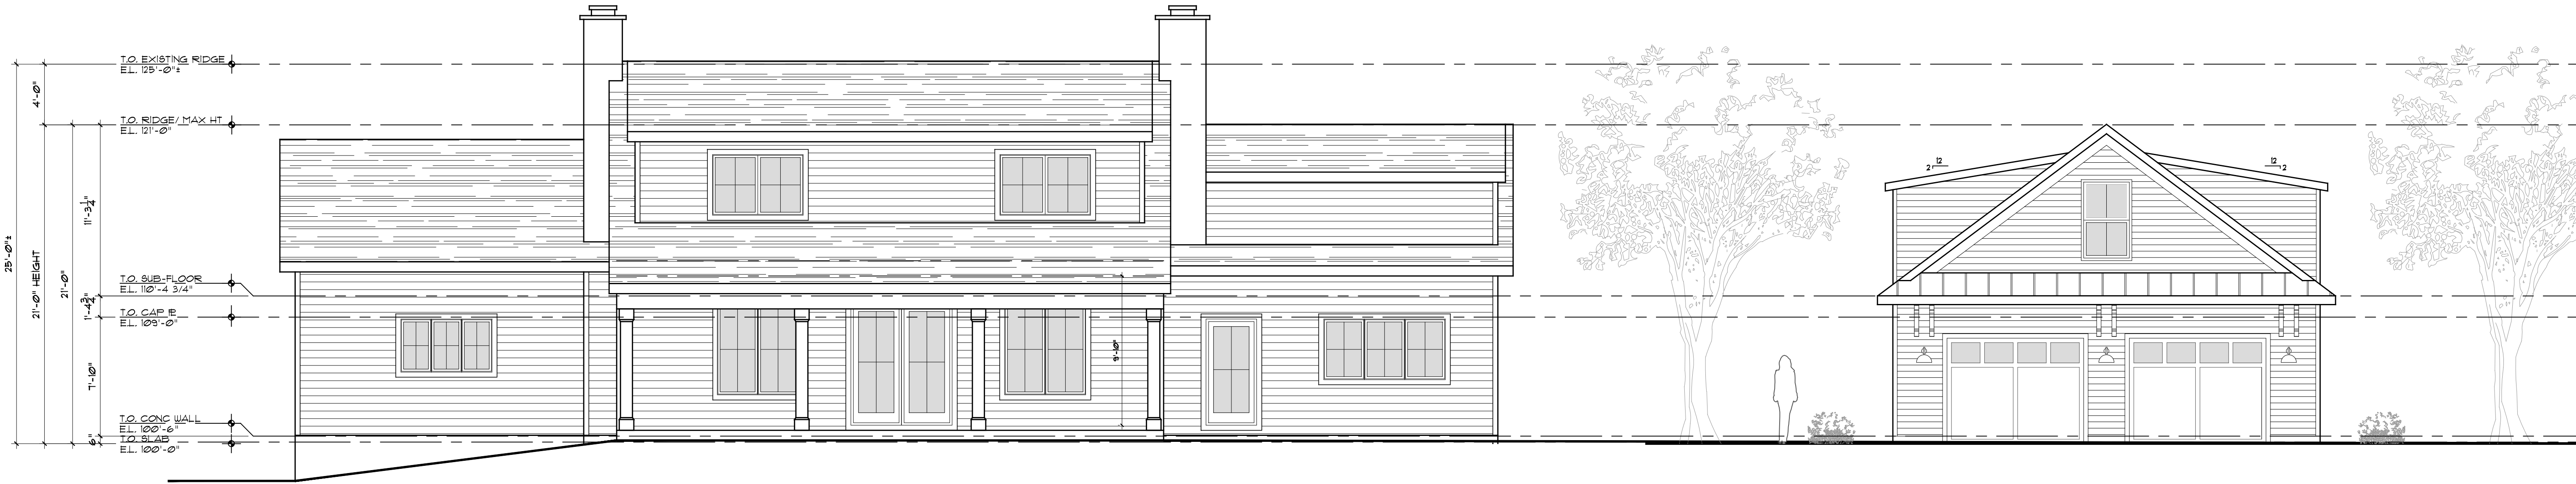 T.O. EXISTING RIDGE
E.L. 125'-0"±
4'-0"
T.O. RIDGE/ MAX HT
E.L. 121'-0"
12
2
12
2
11'-3 1/4"
25'-0"±
21'-0" HEIGHT
21'-0"
T.O. SUB-FLOOR
E.L. 110'-4 3/4"
1'-4 3/4"
T.O. CAP PL
E.L. 109'-0"
9'-10"
7'-10"
T.O. CONC WALL
E.L. 100'-6"
6"
T.O. SLAB
E.L. 100'-0"